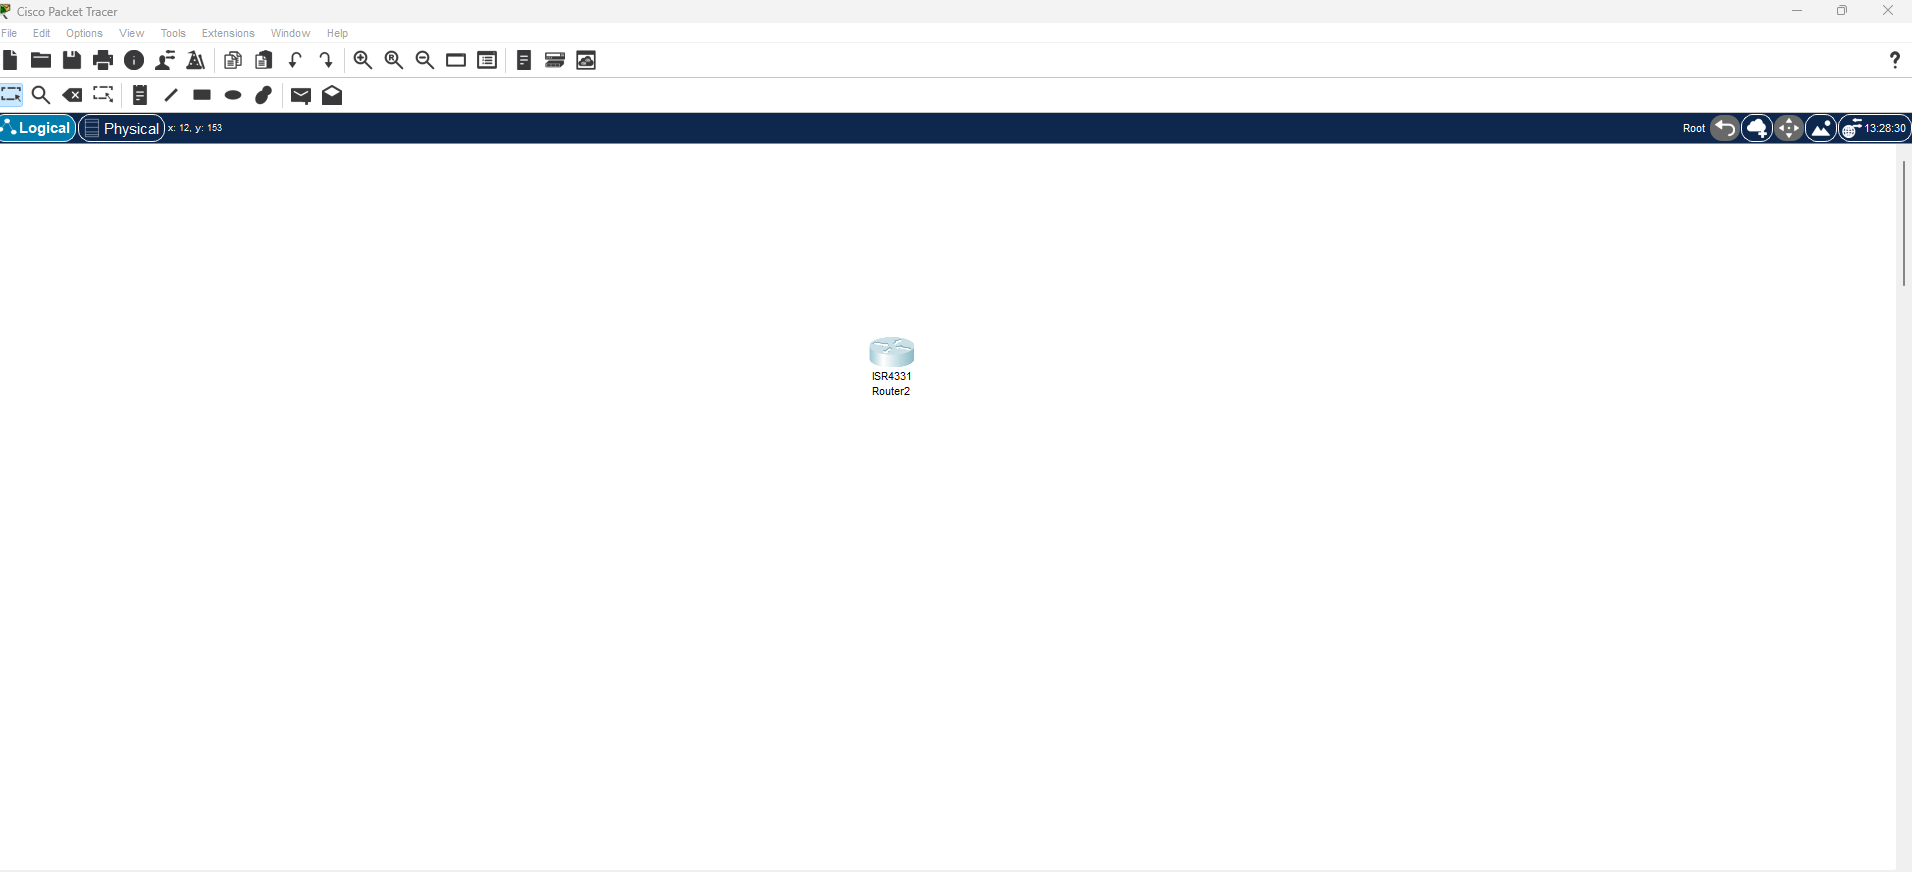 Cisco Packet Tracer
File Edit Options View Tools Extensions Window Help
Logical Physical x: 12, y: 153 Root 13:28:30
ISR4331
Router2